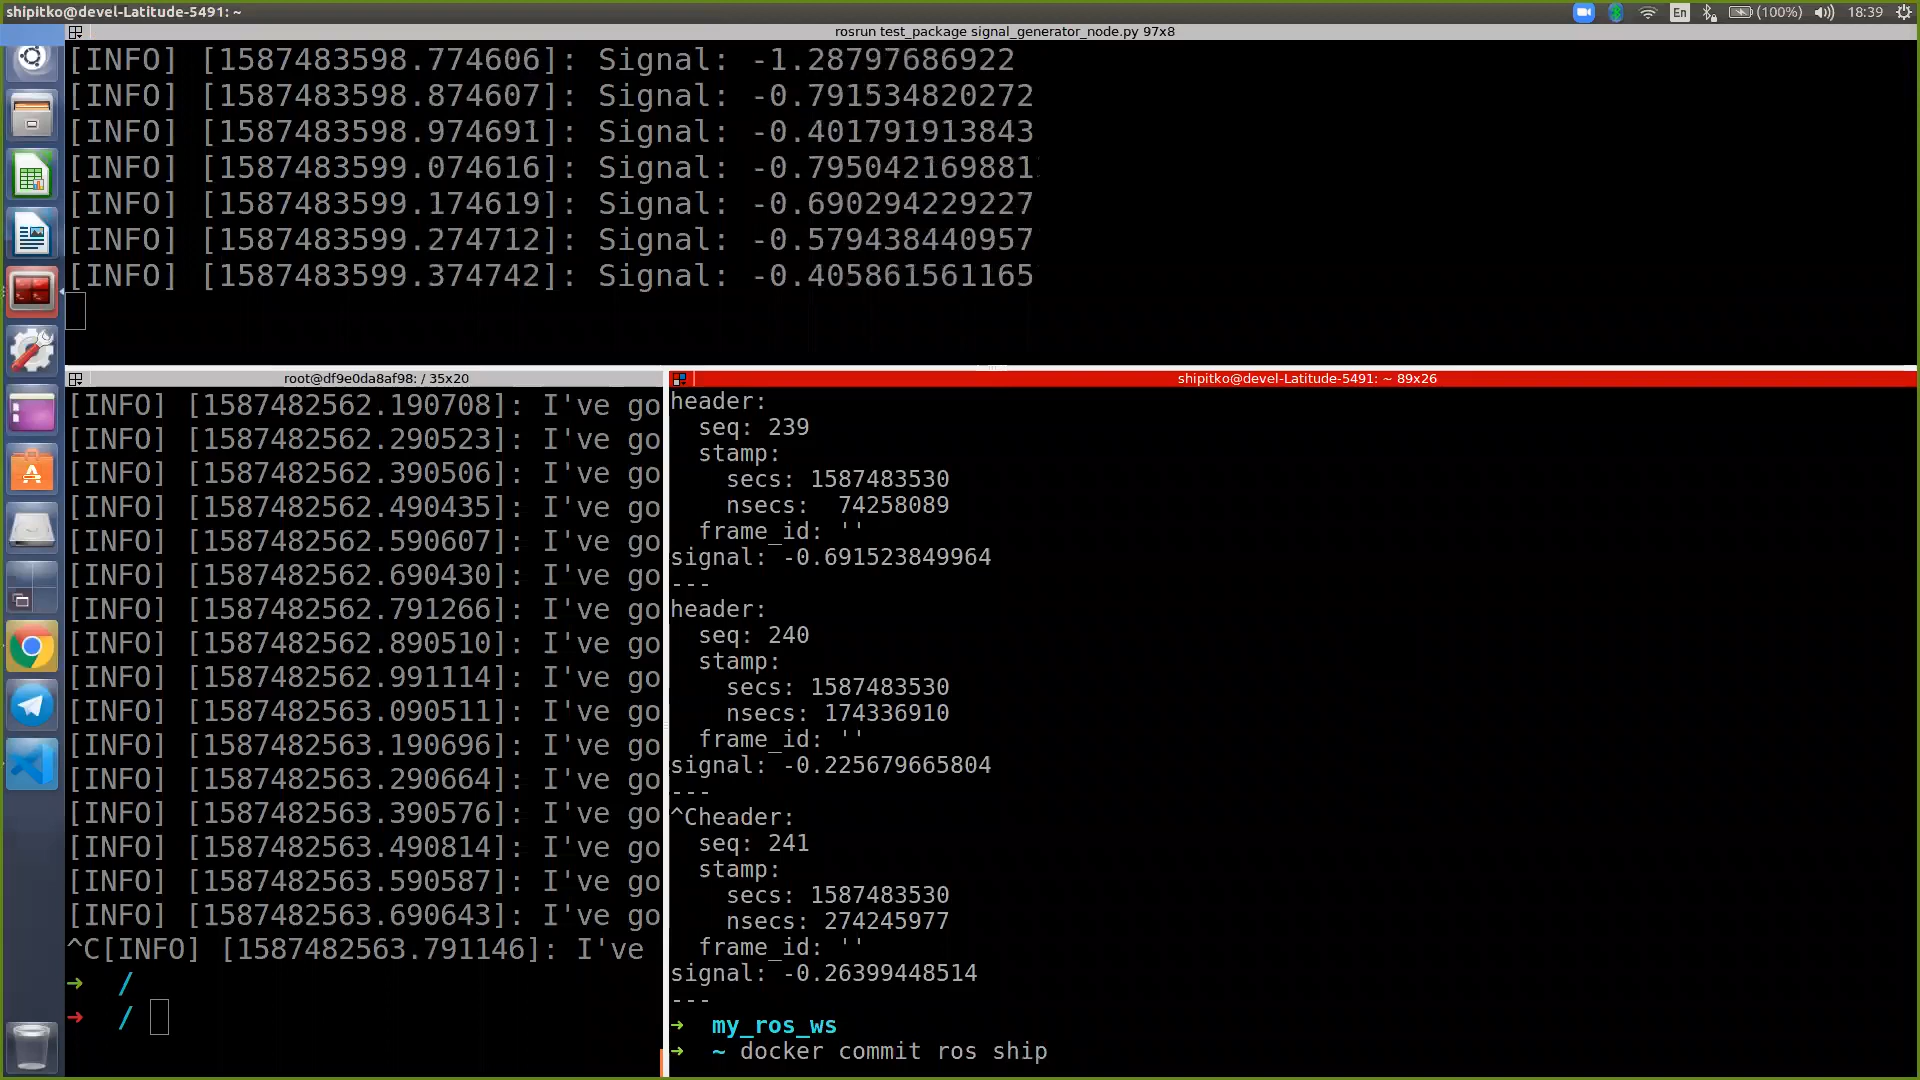 shipitko@devel-Latitude-5491: ~
En
(100%)
18:39
rosrun test_package signal_generator_node.py 97x8
[INFO] [1587483598.774606]: Signal: -1.28797686922
[INFO] [1587483598.874607]: Signal: -0.791534820272
[INFO] [1587483598.974691]: Signal: -0.401791913843
[INFO] [1587483599.074616]: Signal: -0.795042169881
[INFO] [1587483599.174619]: Signal: -0.690294229227
[INFO] [1587483599.274712]: Signal: -0.579438440957
[INFO] [1587483599.374742]: Signal: -0.405861561165
root@df9e0da8af98: / 35x20
[INFO] [1587482562.190708]: I've go
[INFO] [1587482562.290523]: I've go
[INFO] [1587482562.390506]: I've go
[INFO] [1587482562.490435]: I've go
[INFO] [1587482562.590607]: I've go
[INFO] [1587482562.690430]: I've go
[INFO] [1587482562.791266]: I've go
[INFO] [1587482562.890510]: I've go
[INFO] [1587482562.991114]: I've go
[INFO] [1587482563.090511]: I've go
[INFO] [1587482563.190696]: I've go
[INFO] [1587482563.290664]: I've go
[INFO] [1587482563.390576]: I've go
[INFO] [1587482563.490814]: I've go
[INFO] [1587482563.590587]: I've go
[INFO] [1587482563.690643]: I've go
^C[INFO] [1587482563.791146]: I've
➜  /
➜  /
shipitko@devel-Latitude-5491: ~ 89x26
header:
  seq: 239
  stamp:
    secs: 1587483530
    nsecs:  74258089
  frame_id: ''
signal: -0.691523849964
---
header:
  seq: 240
  stamp:
    secs: 1587483530
    nsecs: 174336910
  frame_id: ''
signal: -0.225679665804
---
^Cheader:
  seq: 241
  stamp:
    secs: 1587483530
    nsecs: 274245977
  frame_id: ''
signal: -0.26399448514
---
➜  my_ros_ws
➜  ~ docker commit ros ship